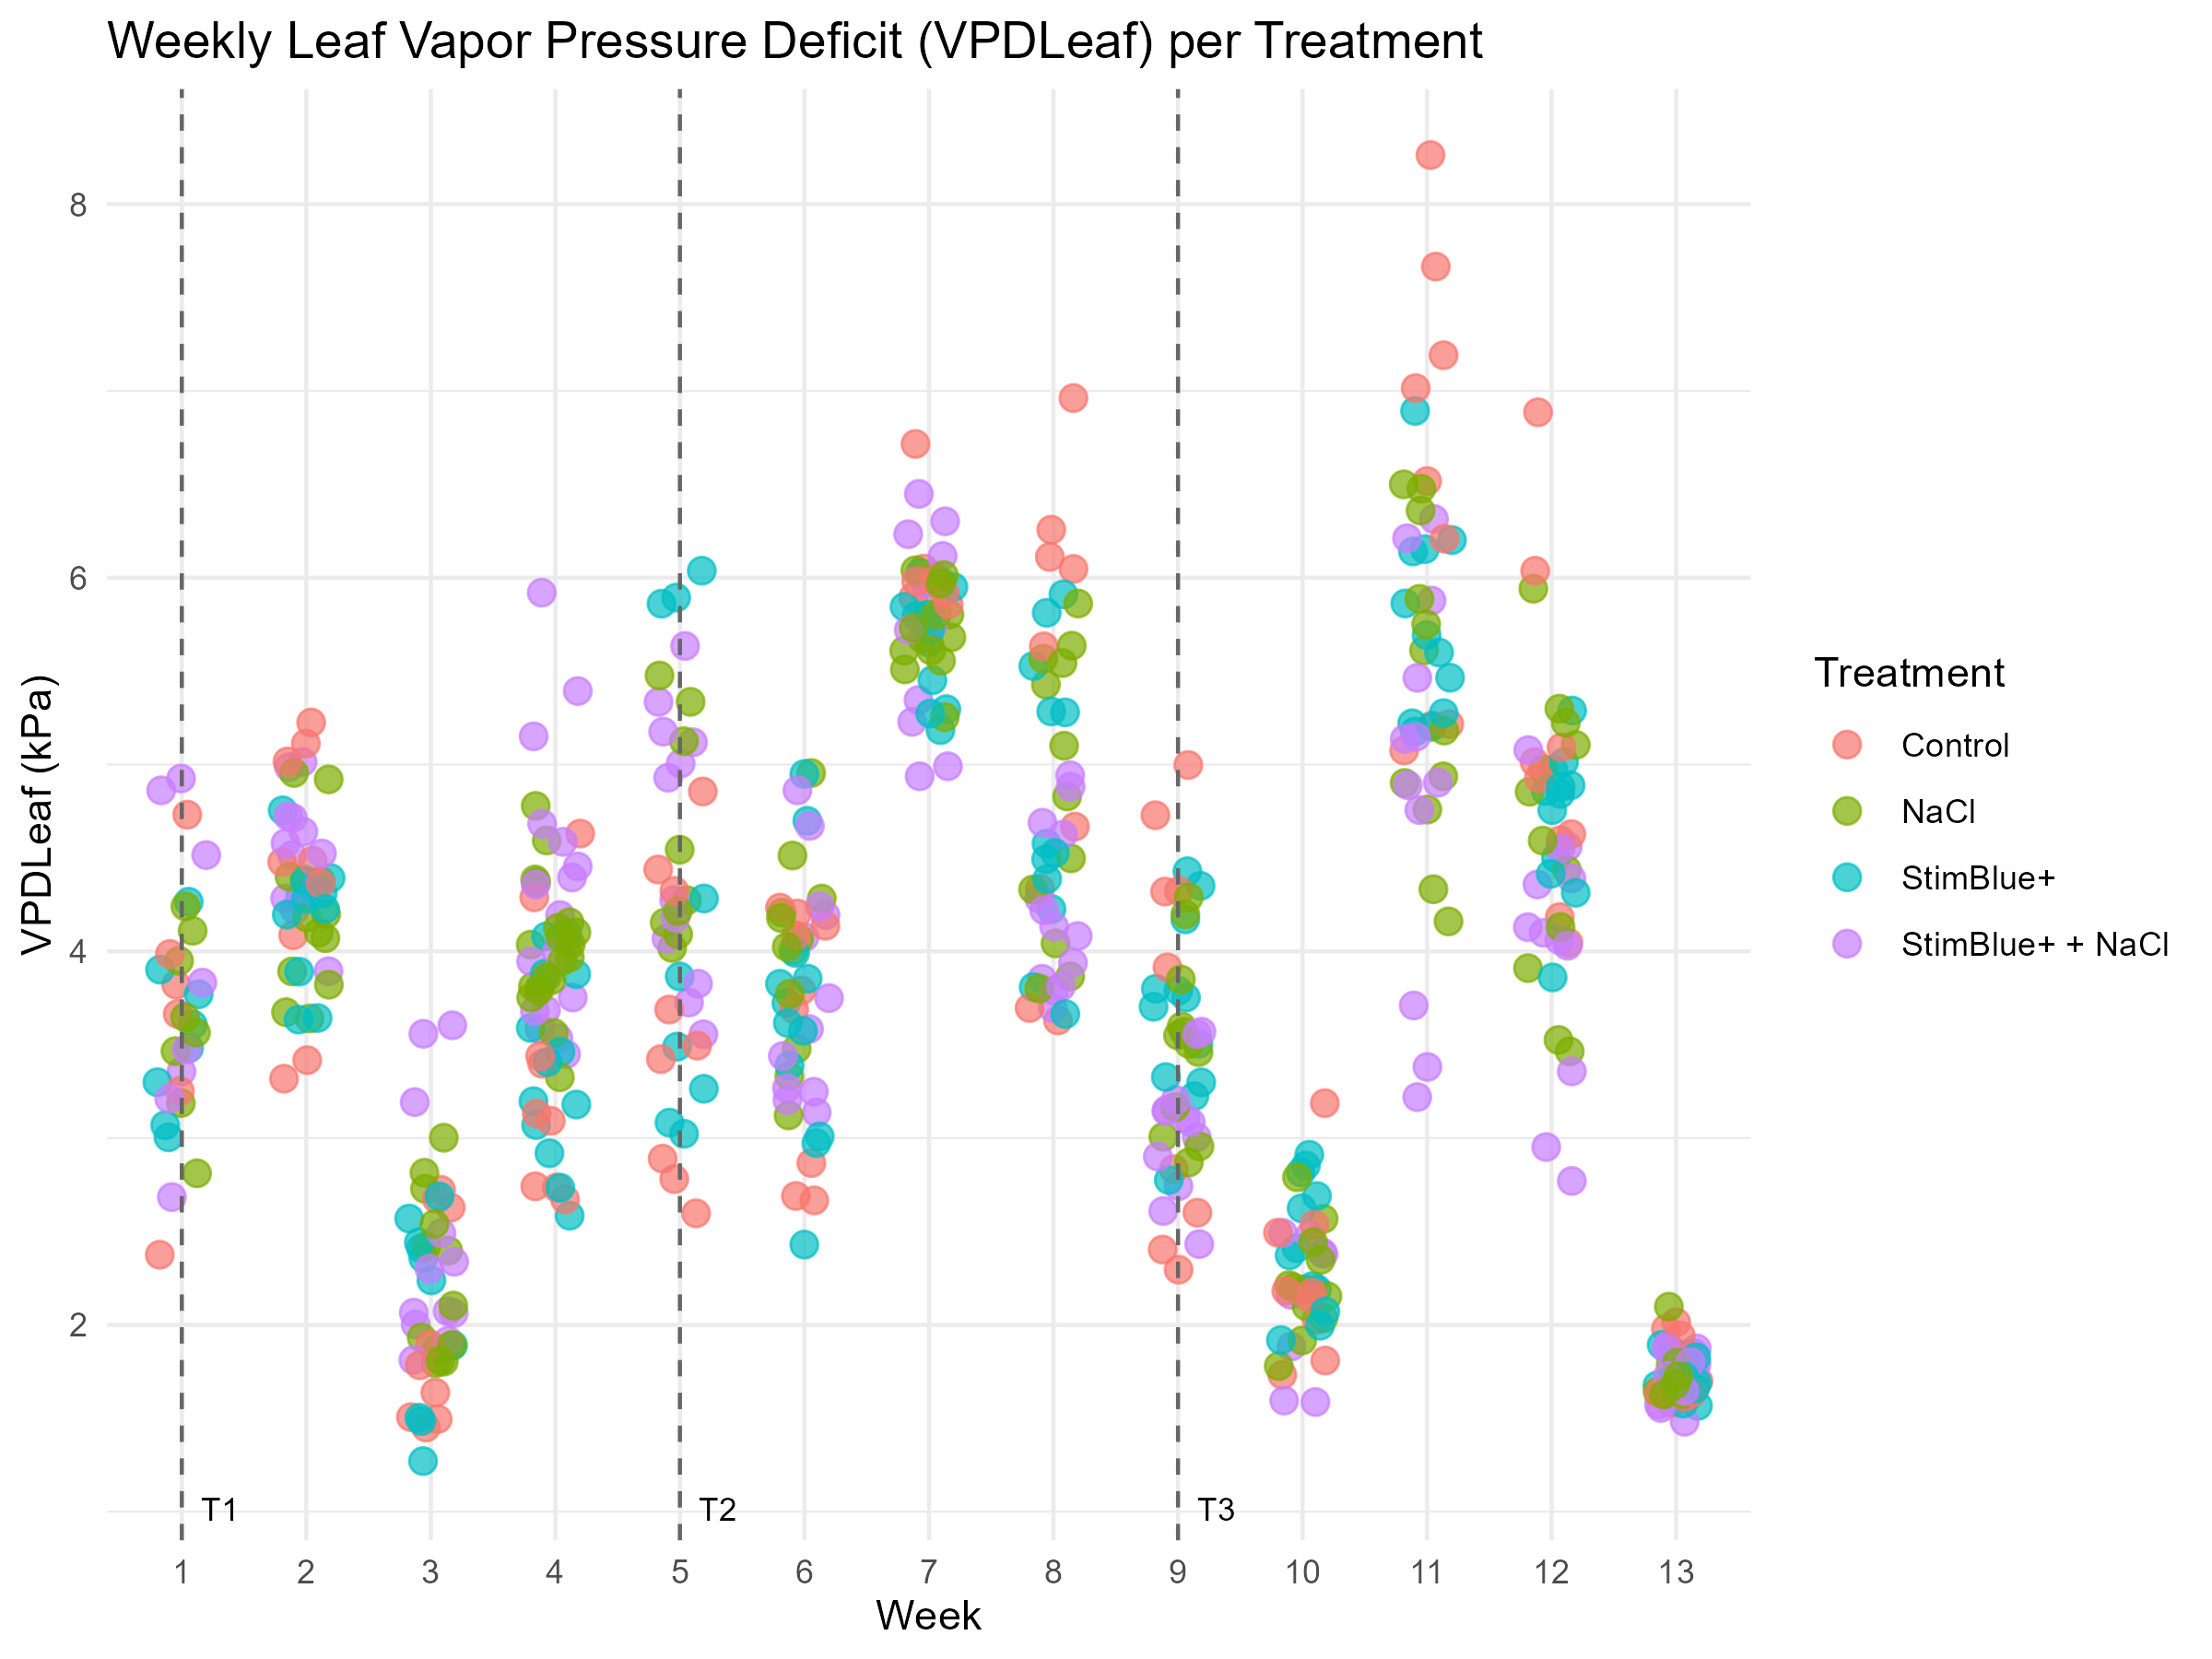 Weekly Leaf Vapor Pressure Deficit (VPDLeaf) per Treatment
VPDLeaf (kPa)
8
6
4
2
T1
T2
T3
1 2 3 4 5 6 7 8 9 10 11 12 13
Week
Treatment
Control
NaCl
StimBlue+
StimBlue+ + NaCl